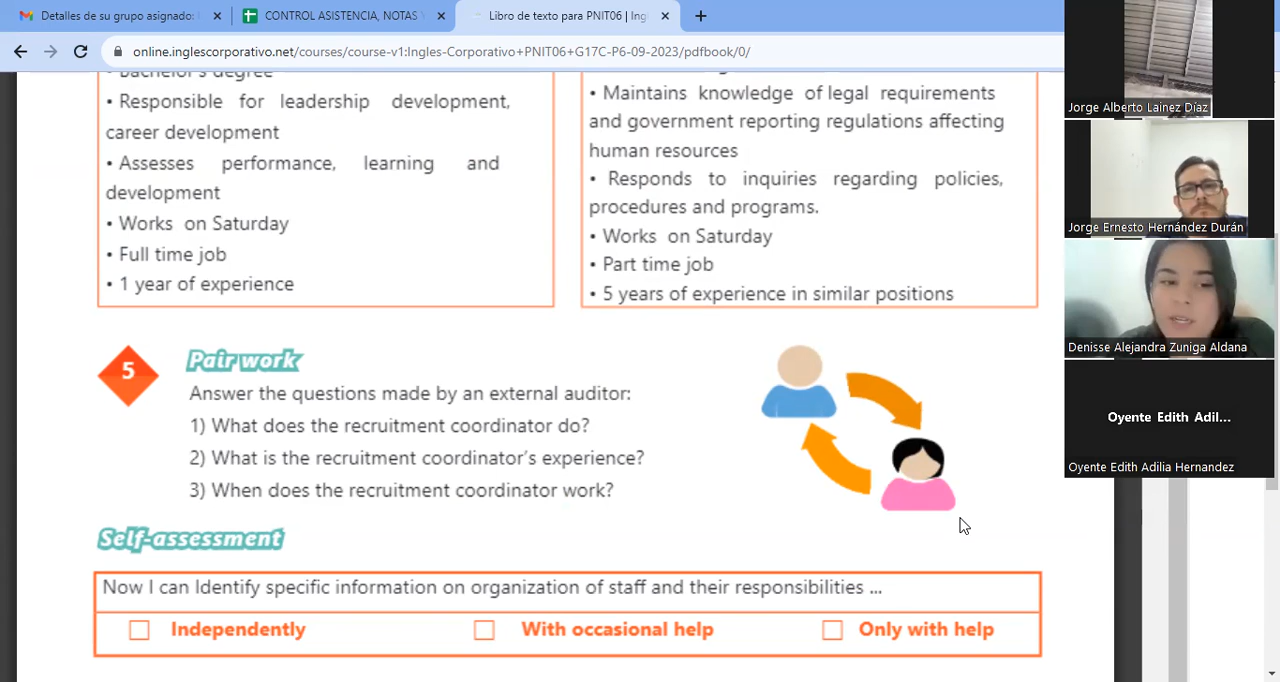 Detalles de su grupo asignado:
CONTROL ASISTENCIA, NOTAS Y
Libro de texto para PNIT06 | Ing
online.inglescorporativo.net/courses/course-v1:Ingles-Corporativo+PNIT06+G17C-P6-09-2023/pdfbook/0/
• Bachelor's degree
• Responsible for leadership development,
career development
• Assesses performance, learning and
development
• Works on Saturday
• Full time job
• 1 year of experience
• Maintains knowledge of legal requirements
and government reporting regulations affecting
human resources
• Responds to inquiries regarding policies,
procedures and programs.
• Works on Saturday
• Part time job
• 5 years of experience in similar positions
5
Pair work
Answer the questions made by an external auditor:
1) What does the recruitment coordinator do?
2) What is the recruitment coordinator's experience?
3) When does the recruitment coordinator work?
Self-assessment
Now I can Identify specific information on organization of staff and their responsibilities ...
Independently
With occasional help
Only with help
Jorge Alberto Laínez Díaz
Jorge Ernesto Hernández Durán
Denisse Alejandra Zuniga Aldana
Oyente Edith Adil...
Oyente Edith Adilia Hernandez